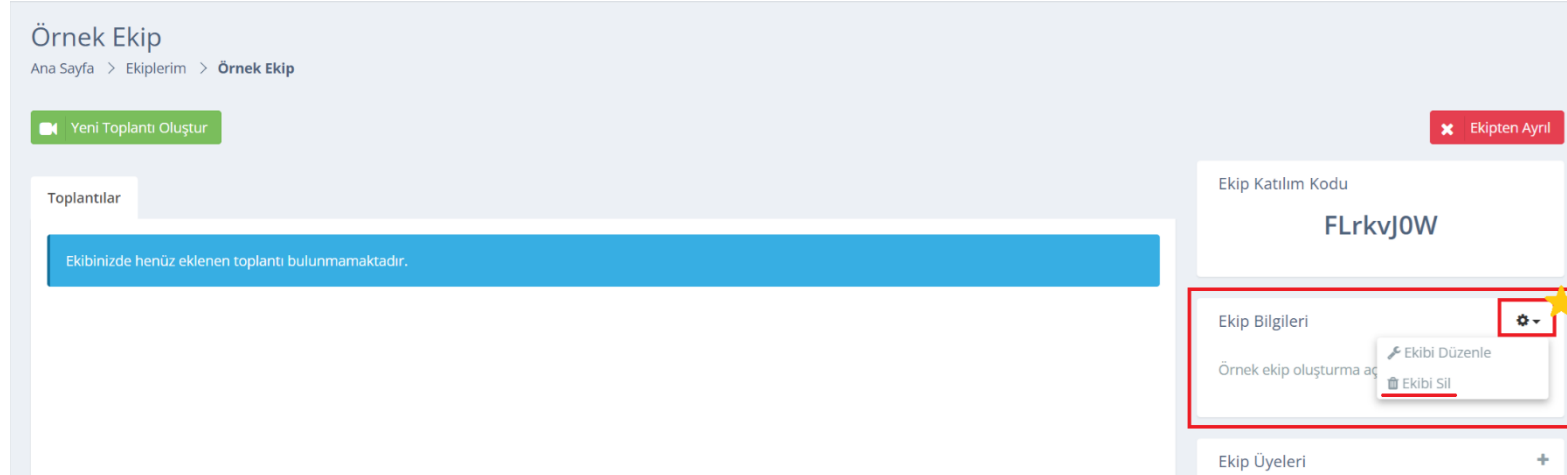 Örnek Ekip
Ana Sayfa > Ekiplerim > Örnek Ekip
Yeni Toplantı Oluştur
Ekipten Ayrıl
Toplantılar
Ekibinizde henüz eklenen toplantı bulunmamaktadır.
Ekip Katılım Kodu
FLrkvJ0W
Ekip Bilgileri
Ekibi Düzenle
Örnek ekip oluşturma aç
Ekibi Sil
Ekip Üyeleri